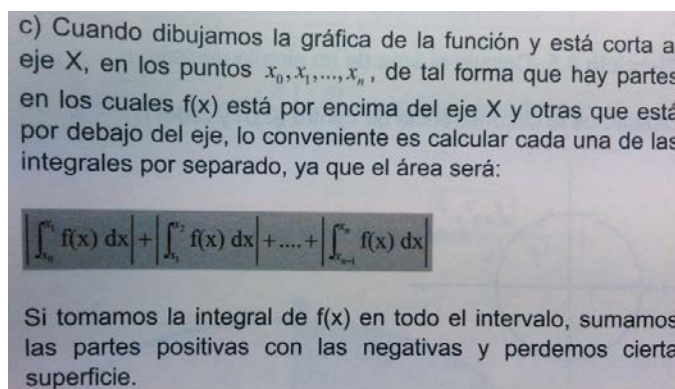 c) Cuando dibujamos la gráfica de la función y está corta a
eje X, en los puntos x₀, x₁, ..., xₙ, de tal forma que hay partes
en los cuales f(x) está por encima del eje X y otras que está
por debajo del eje, lo conveniente es calcular cada una de las
integrales por separado, ya que el área será:
|∫_{x₀}^{x₁} f(x) dx| + |∫_{x₁}^{x₂} f(x) dx| + .... + |∫_{xₙ₋₁}^{xₙ} f(x) dx|
Si tomamos la integral de f(x) en todo el intervalo, sumamos
las partes positivas con las negativas y perdemos cierta
superficie.